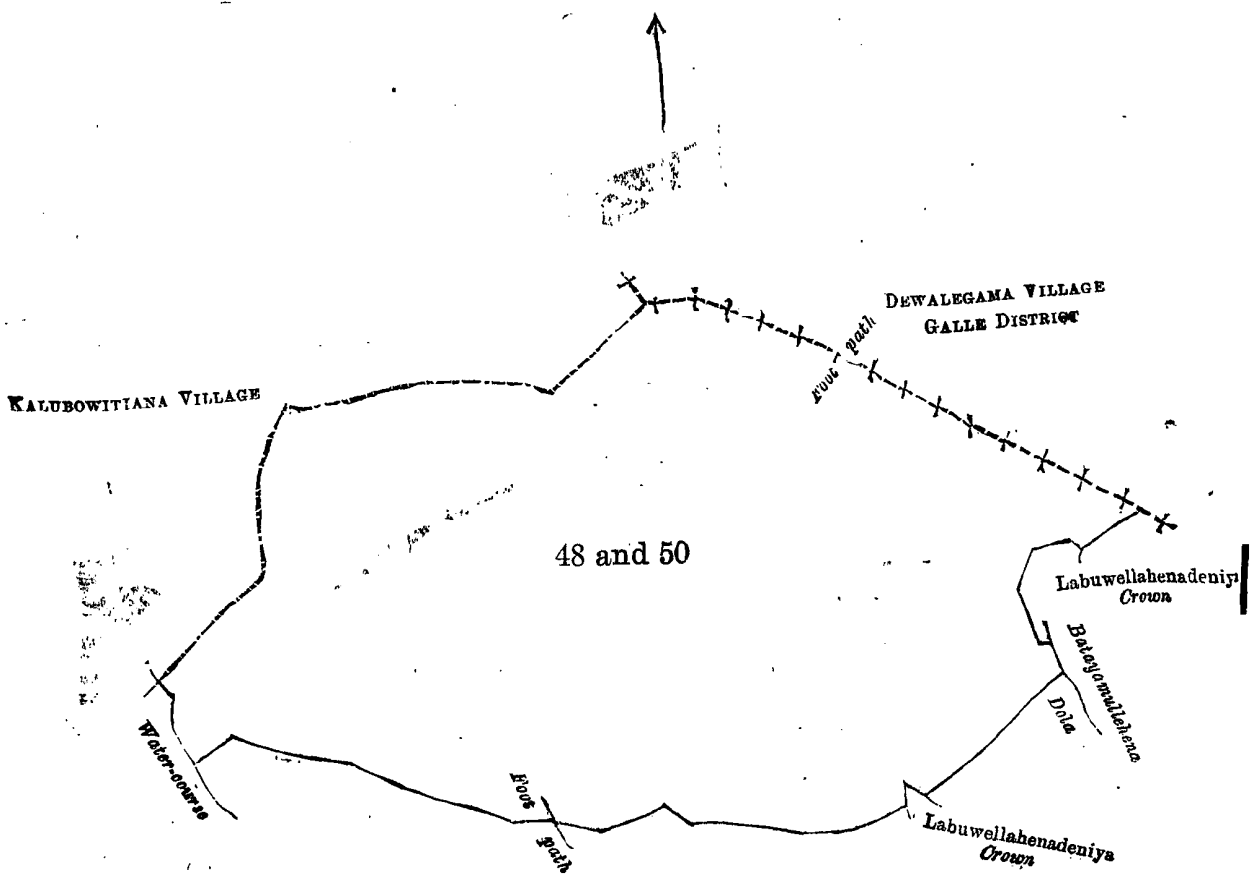 DEWALEGAMA VILLAGE
GALLE DISTRICT
Foot path
KALUBOWITIANA VILLAGE
48 and 50
Labuwellahenadeniya
Crown
Batayamullehena
Dola
Water-course
Foot path
Labuwellahenadeniya
Crown